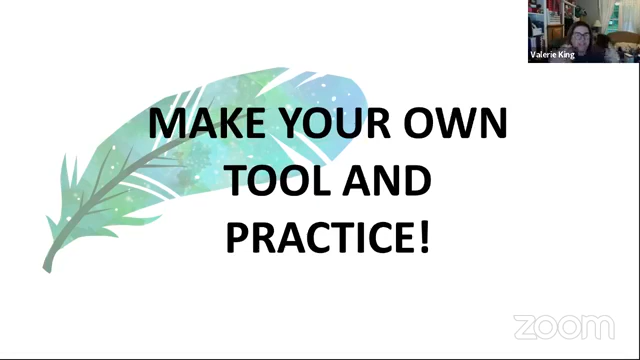 Valerie King
MAKE YOUR OWN
TOOL AND
PRACTICE!
zoom